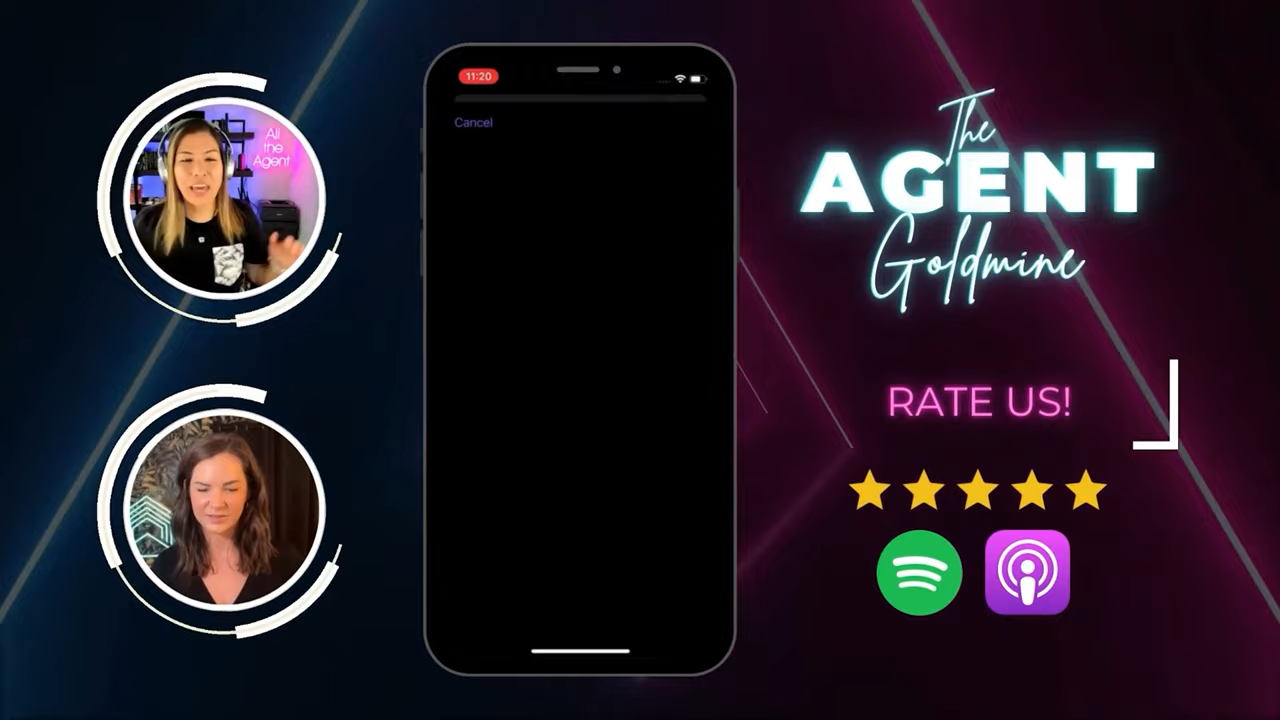 All
the
Agent
11:20
Cancel
The
AGENT
Goldmine
RATE US!